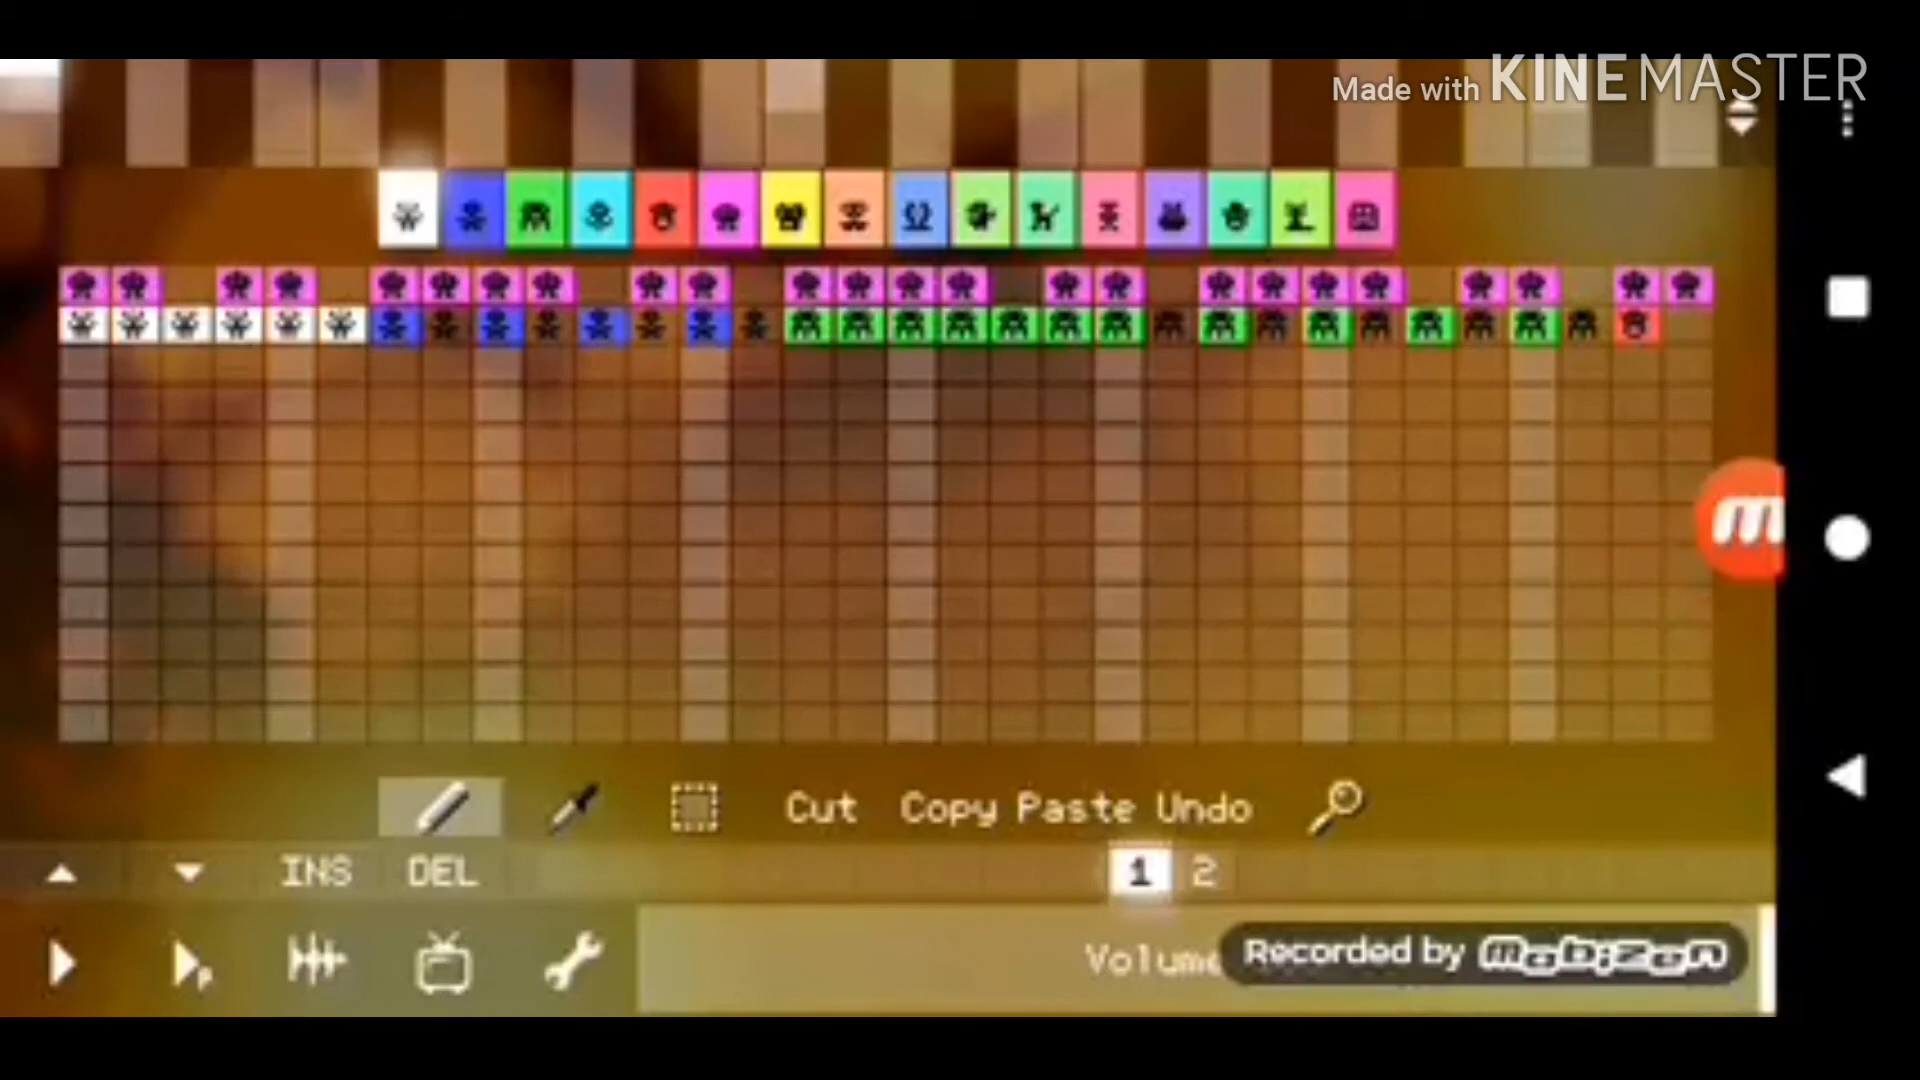 Made with KINEMASTER
Cut Copy Paste Undo
INS DEL 1 2
Volume
Recorded by mobizen